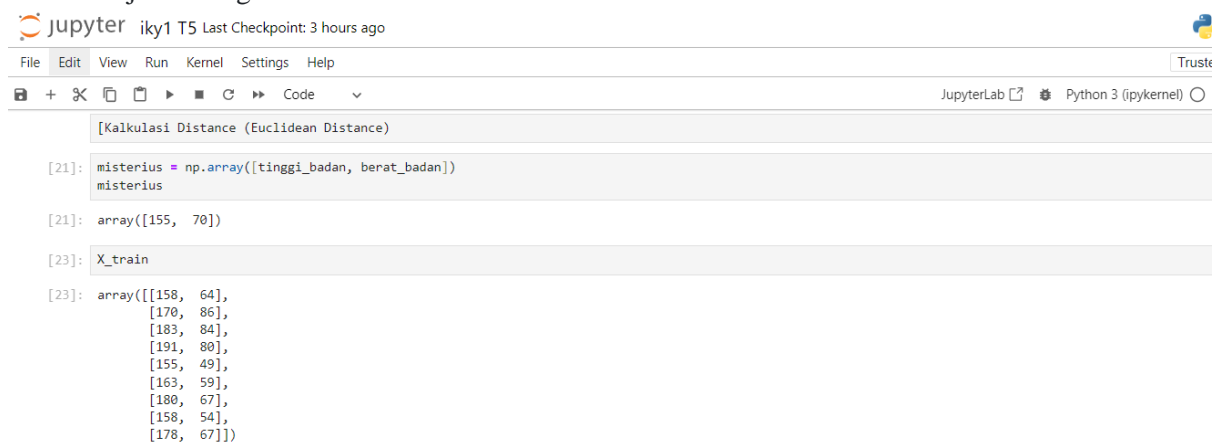 jupyter iky1 T5 Last Checkpoint: 3 hours ago
File Edit View Run Kernel Settings Help
Code JupyterLab Python 3 (ipykernel)
[Kalkulasi Distance (Euclidean Distance)
[21]: misterius = np.array([tinggi_badan, berat_badan])
misterius
[21]: array([155, 70])
[23]: X_train
[23]: array([[158, 64],
[170, 86],
[183, 84],
[191, 80],
[155, 49],
[163, 59],
[180, 67],
[158, 54],
[178, 67]])